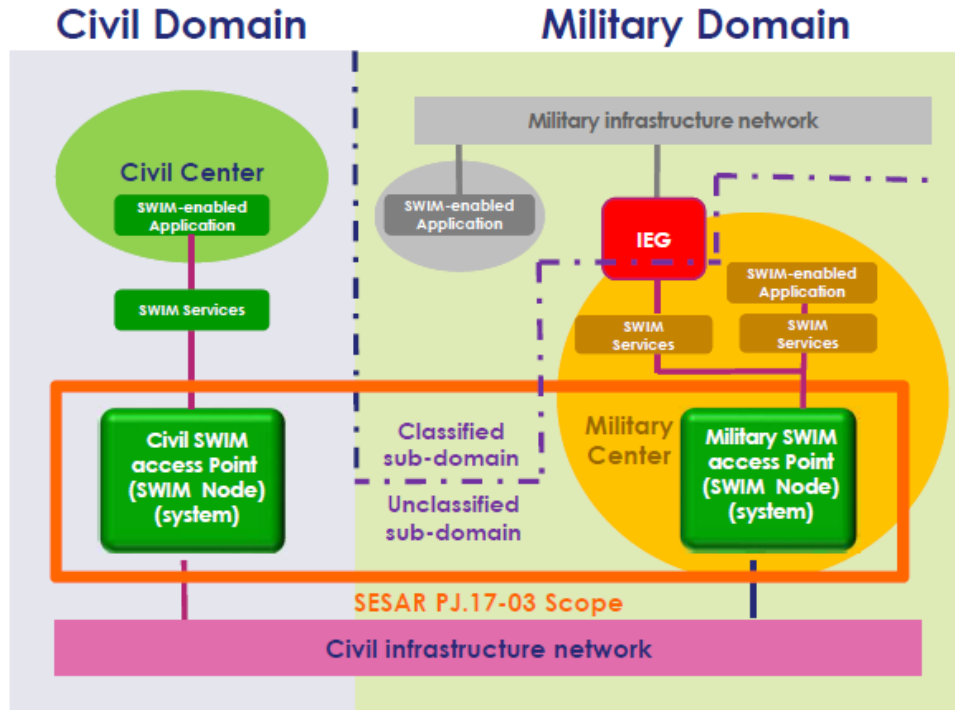 Civil Domain
Military Domain
Military infrastructure network
Civil Center
SWIM-enabled
Application
SWIM-enabled
Application
IEG
SWIM-enabled
Application
SWIM Services
SWIM
Services
SWIM
Services
Civil SWIM
access Point
(SWIM Node)
(system)
Classified
sub-domain
Unclassified
sub-domain
Military
Center
Military SWIM
access Point
(SWIM Node)
(system)
SESAR PJ.17-03 Scope
Civil infrastructure network